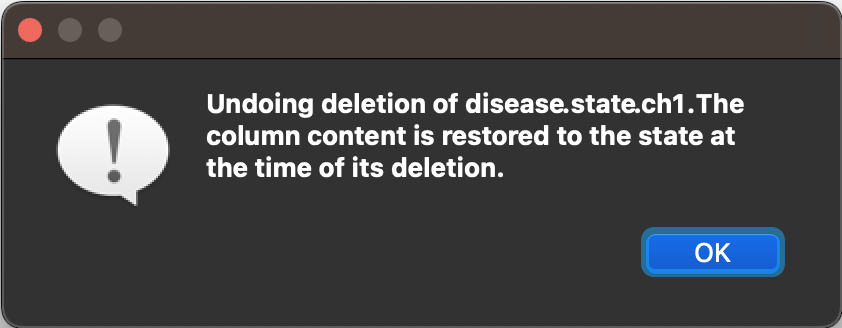 Undoing deletion of disease.state.ch1.The
column content is restored to the state at
the time of its deletion.
OK